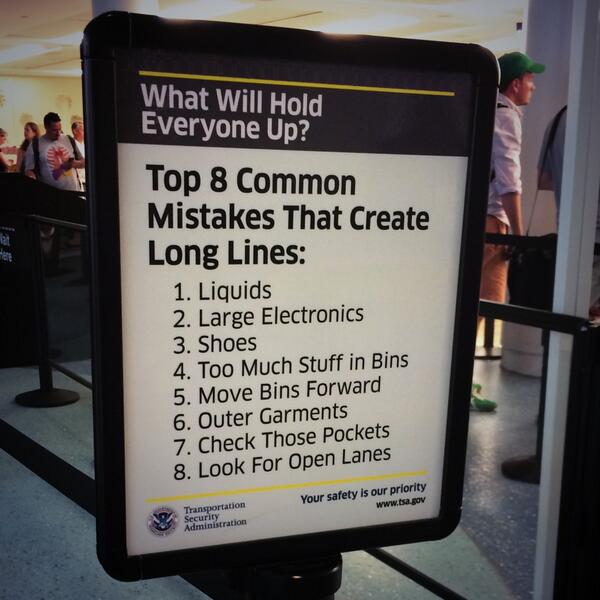 What Will Hold
Everyone Up?
Top 8 Common
Mistakes That Create
Long Lines:
1. Liquids
2. Large Electronics
3. Shoes
4. Too Much Stuff in Bins
5. Move Bins Forward
6. Outer Garments
7. Check Those Pockets
8. Look For Open Lanes
Your safety is our priority
www.tsa.gov
Transportation
Security
Administration
Wait
Here